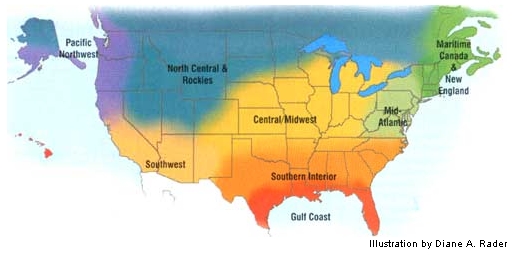 Pacific
Northwest
North Central &
Rockies
Maritime
Canada
&
New
England
Mid-
Atlantic
Central/Midwest
Southwest
Southern Interior
Gulf Coast
Illustration by Diane A. Rader